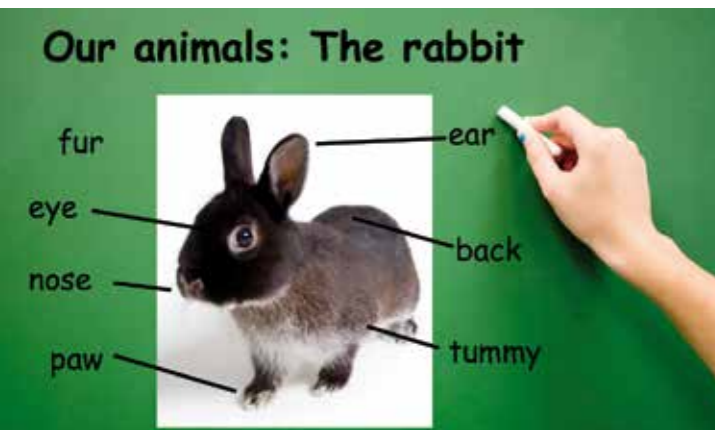 Our animals: The rabbit
fur
ear
eye
back
nose
tummy
paw